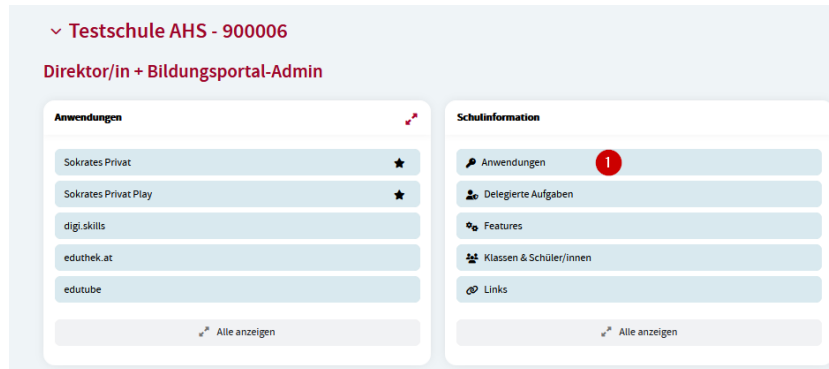 Testschule AHS - 900006
Direktor/in + Bildungsportal-Admin
Anwendungen
Sokrates Privat
Sokrates Privat Play
digi.skills
eduthek.at
edutube
Alle anzeigen
Schulinformation
Anwendungen 1
Delegierte Aufgaben
Features
Klassen & Schüler/innen
Links
Alle anzeigen